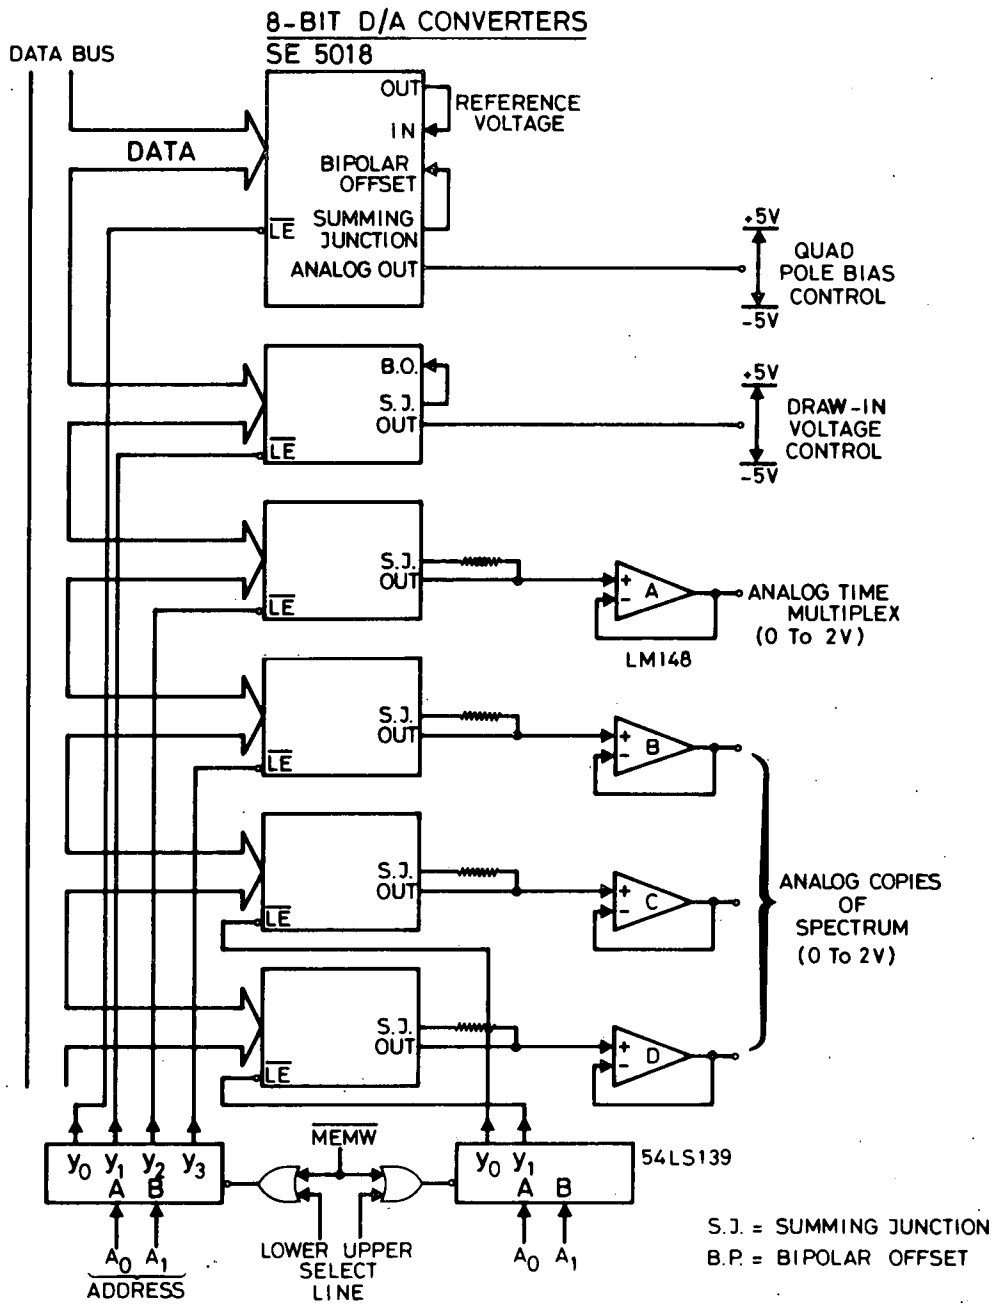 8-BIT D/A CONVERTERS
SE 5018
DATA BUS
OUT
REFERENCE
VOLTAGE
IN
DATA
BIPOLAR
OFFSET
LE
SUMMING
JUNCTION
ANALOG OUT
+5V
QUAD
POLE BIAS
CONTROL
-5V
B.O.
S.J.
OUT
LE
+5V
DRAW-IN
VOLTAGE
CONTROL
-5V
S.J.
OUT
LE
+
-
A
LM148
ANALOG TIME
MULTIPLEX
(0 To 2V)
S.J.
OUT
LE
+
-
B
S.J.
OUT
LE
+
-
C
ANALOG COPIES
OF
SPECTRUM
(0 To 2V)
S.J.
OUT
LE
+
-
D
MEMW
y0 y1 y2 y3
A B
y0 y1
A B
54LS139
A0 A1
ADDRESS
LOWER UPPER
SELECT
LINE
A0 A1
S.J. = SUMMING JUNCTION
B.P. = BIPOLAR OFFSET